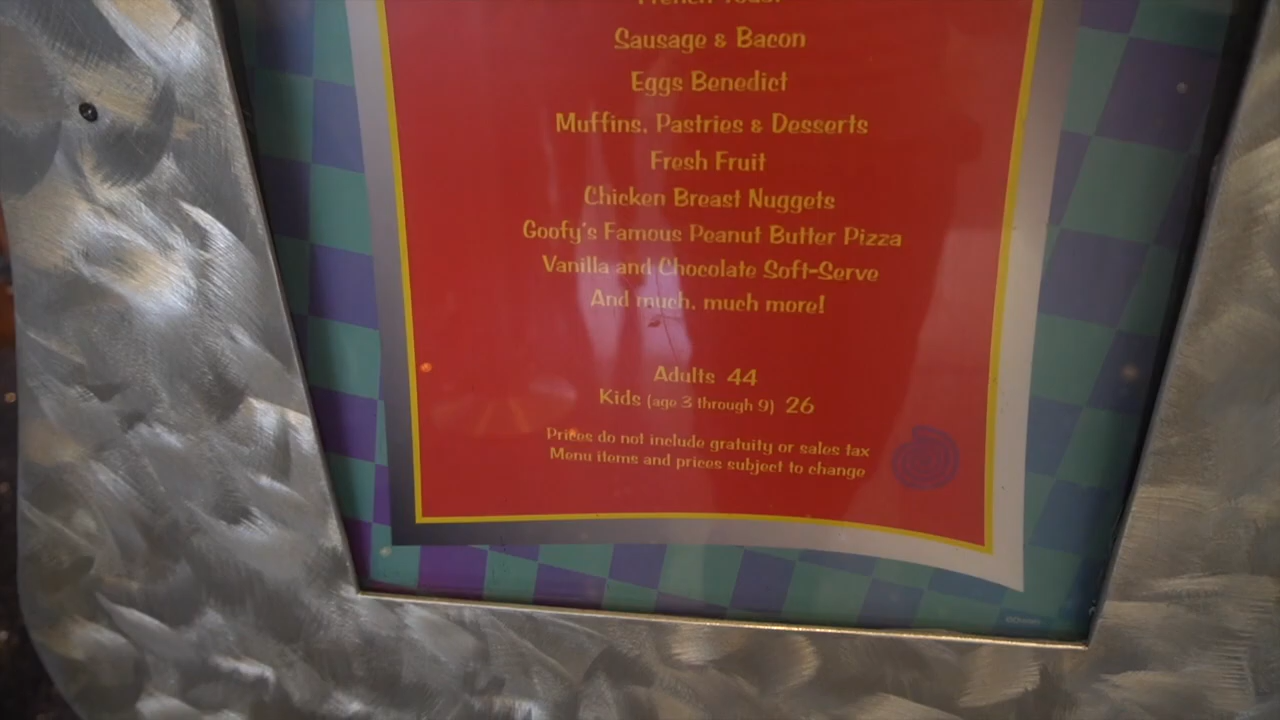 French Toast
Sausage & Bacon
Eggs Benedict
Muffins, Pastries & Desserts
Fresh Fruit
Chicken Breast Nuggets
Goofy's Famous Peanut Butter Pizza
Vanilla and Chocolate Soft-Serve
And much, much more!
Adults 44
Kids (age 3 through 9) 26
Prices do not include gratuity or sales tax
Menu items and prices subject to change